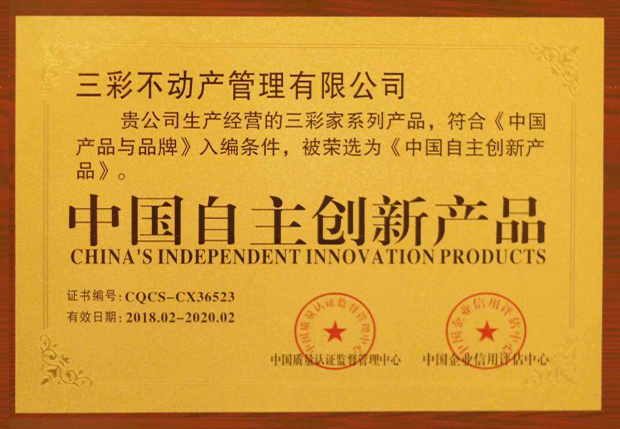 三彩不动产管理有限公司
贵公司生产经营的三彩家系列产品，符合《中国
产品与品牌》入编条件，被荣选为《中国自主创新产
品》。
中国自主创新产品
CHINA'S INDEPENDENT INNOVATION PRODUCTS
证书编号：CQCS-CX36523
有效日期：2018.02-2020.02
中国质量认证监督管理中心
中国企业信用评估中心
中国质量认证监督管理中心
中国企业信用评估中心